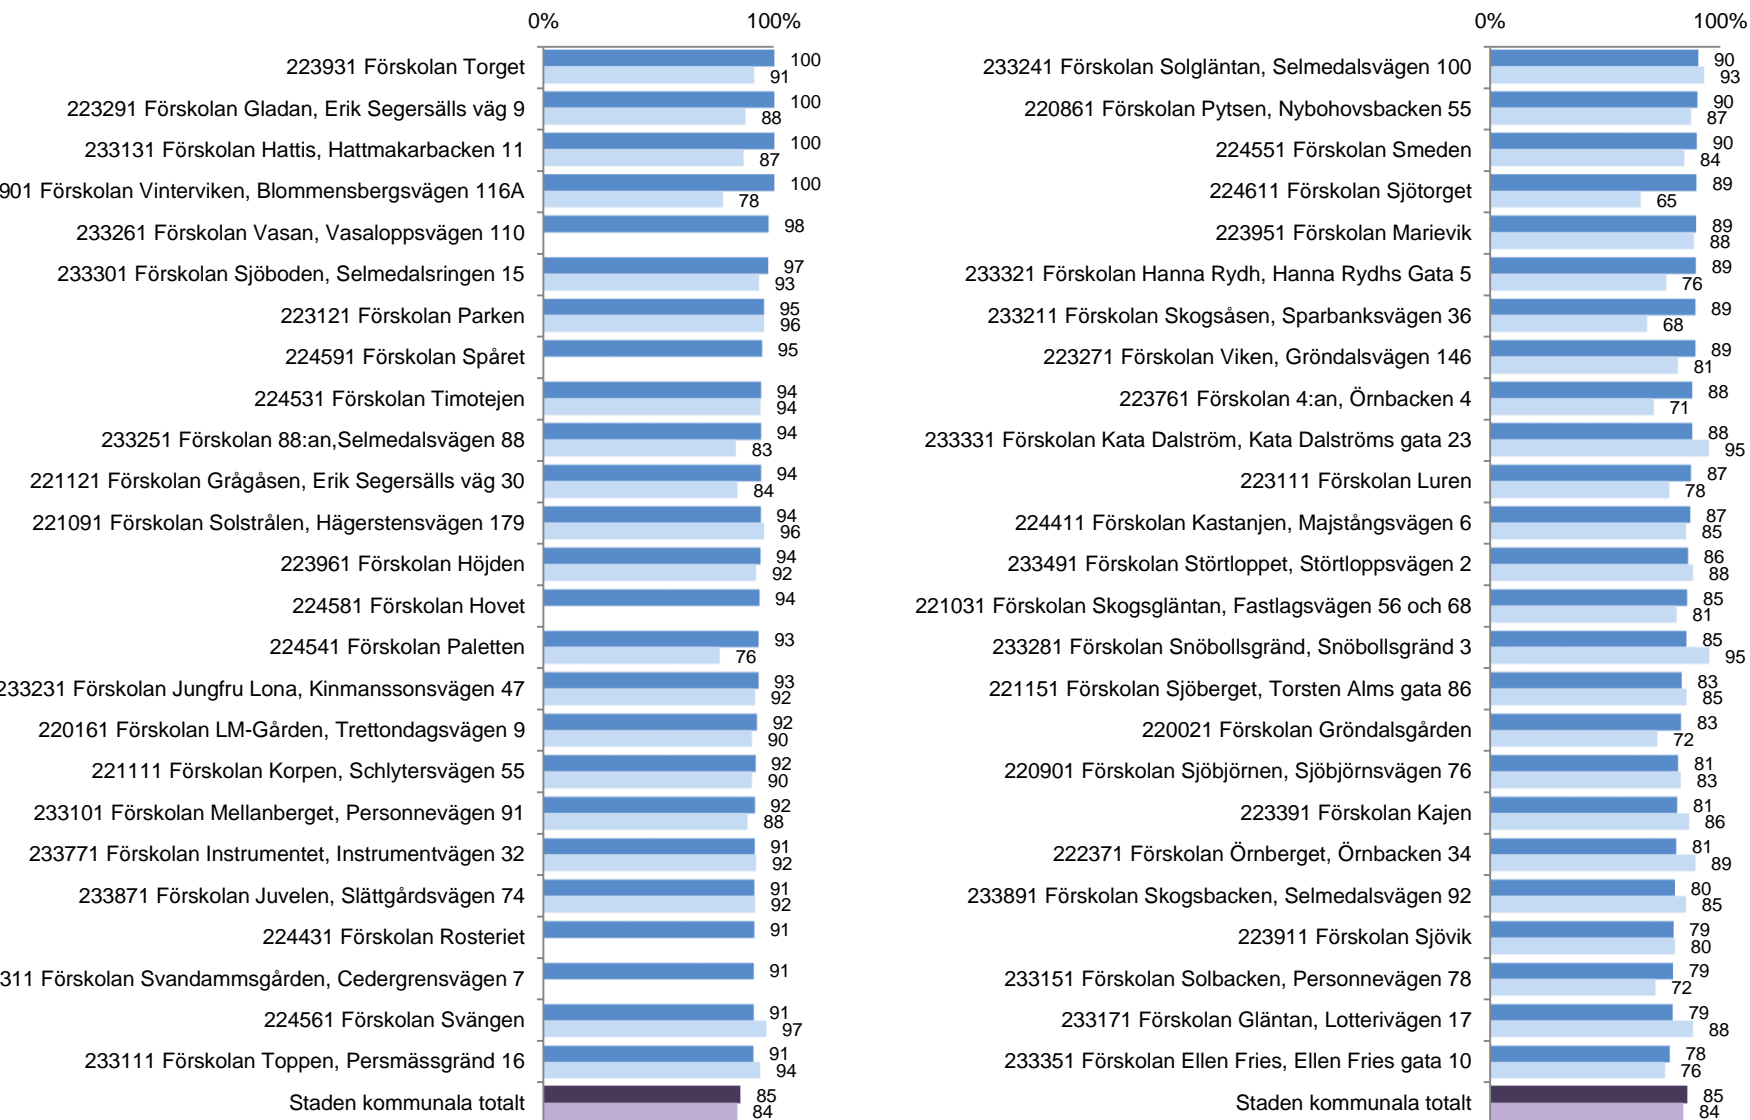 0% 100%
223931 Förskolan Torget 100
91
223291 Förskolan Gladan, Erik Segersälls väg 9 100
88
233131 Förskolan Hattis, Hattmakarbacken 11 100
87
901 Förskolan Vinterviken, Blommensbergsvägen 116A 100
78
233261 Förskolan Vasan, Vasaloppsvägen 110 98
233301 Förskolan Sjöboden, Selmedalsringen 15 97
93
223121 Förskolan Parken 95
96
224591 Förskolan Spåret 95
224531 Förskolan Timotejen 94
94
233251 Förskolan 88:an,Selmedalsvägen 88 94
83
221121 Förskolan Grågåsen, Erik Segersälls väg 30 94
84
221091 Förskolan Solstrålen, Hägerstensvägen 179 94
96
223961 Förskolan Höjden 94
92
224581 Förskolan Hovet 94
224541 Förskolan Paletten 93
76
233231 Förskolan Jungfru Lona, Kinmanssonsvägen 47 93
92
220161 Förskolan LM-Gården, Trettondagsvägen 9 92
90
221111 Förskolan Korpen, Schlytersvägen 55 92
90
233101 Förskolan Mellanberget, Personnevägen 91 92
88
233771 Förskolan Instrumentet, Instrumentvägen 32 91
92
233871 Förskolan Juvelen, Slättgårdsvägen 74 91
92
224431 Förskolan Rosteriet 91
311 Förskolan Svandammsgården, Cedergrensvägen 7 91
224561 Förskolan Svängen 91
97
233111 Förskolan Toppen, Persmässgränd 16 91
94
Staden kommunala totalt 85
84
0% 100%
233241 Förskolan Solgläntan, Selmedalsvägen 100 90
93
220861 Förskolan Pytsen, Nybohovsbacken 55 90
87
224551 Förskolan Smeden 90
84
224611 Förskolan Sjötorget 89
65
223951 Förskolan Marievik 89
88
233321 Förskolan Hanna Rydh, Hanna Rydhs Gata 5 89
76
233211 Förskolan Skogsåsen, Sparbanksvägen 36 89
68
223271 Förskolan Viken, Gröndalsvägen 146 89
81
223761 Förskolan 4:an, Örnbacken 4 88
71
233331 Förskolan Kata Dalström, Kata Dalströms gata 23 88
95
223111 Förskolan Luren 87
78
224411 Förskolan Kastanjen, Majstångsvägen 6 87
85
233491 Förskolan Störtloppet, Störtloppsvägen 2 86
88
221031 Förskolan Skogsgläntan, Fastlagsvägen 56 och 68 85
81
233281 Förskolan Snöbollsgränd, Snöbollsgränd 3 85
95
221151 Förskolan Sjöberget, Torsten Alms gata 86 83
85
220021 Förskolan Gröndalsgården 83
72
220901 Förskolan Sjöbjörnen, Sjöbjörnsvägen 76 81
83
223391 Förskolan Kajen 81
86
222371 Förskolan Örnberget, Örnbacken 34 81
89
233891 Förskolan Skogsbacken, Selmedalsvägen 92 80
85
223911 Förskolan Sjövik 79
80
233151 Förskolan Solbacken, Personnevägen 78 79
72
233171 Förskolan Gläntan, Lotterivägen 17 79
88
233351 Förskolan Ellen Fries, Ellen Fries gata 10 78
76
Staden kommunala totalt 85
84